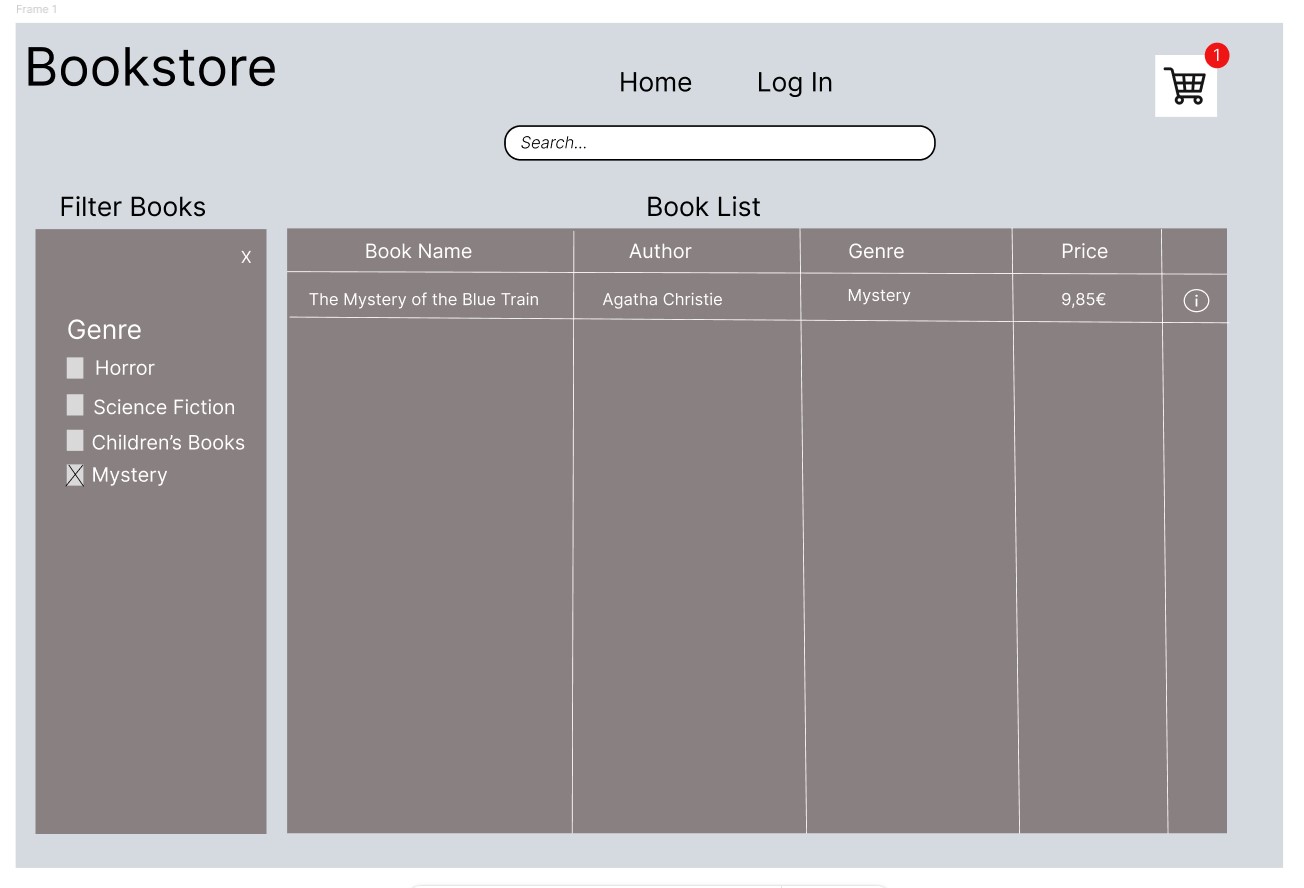 Frame 1
Bookstore
Home
Log In
1
Search...
Filter Books
Book List
X
Genre
Horror
Science Fiction
Children's Books
Mystery
Book Name Author Genre Price
The Mystery of the Blue Train Agatha Christie Mystery 9,85€ i